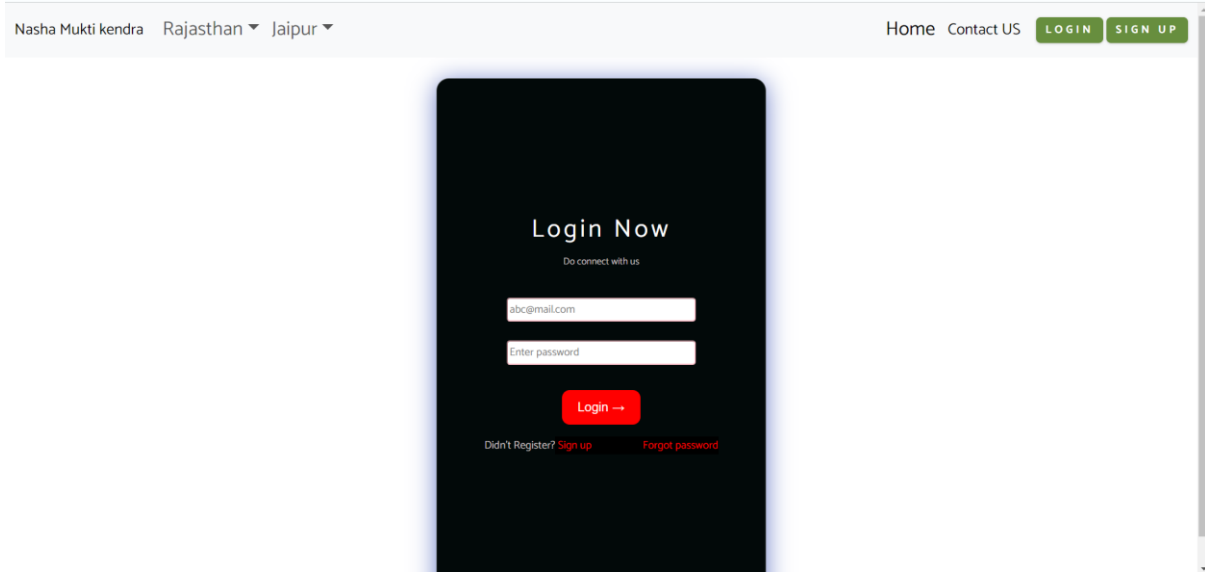 Nasha Mukti kendra Rajasthan Jaipur Home Contact US LOGIN SIGN UP
Login Now
Do connect with us
abc@mail.com
Enter password
Login →
Didn't Register? Sign up Forgot password